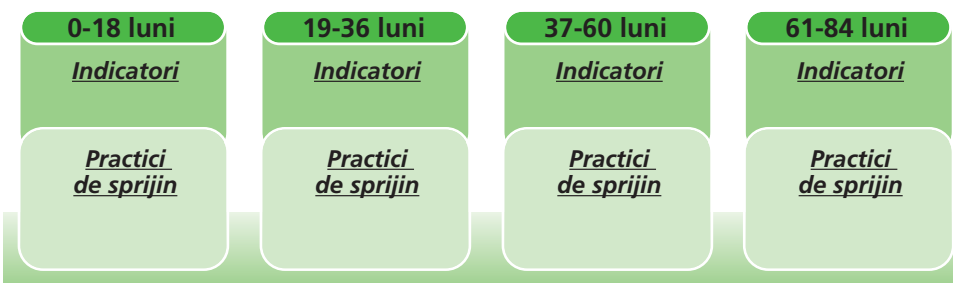 0-18 luni
Indicatori
Practici
de sprijin
19-36 luni
Indicatori
Practici
de sprijin
37-60 luni
Indicatori
Practici
de sprijin
61-84 luni
Indicatori
Practici
de sprijin